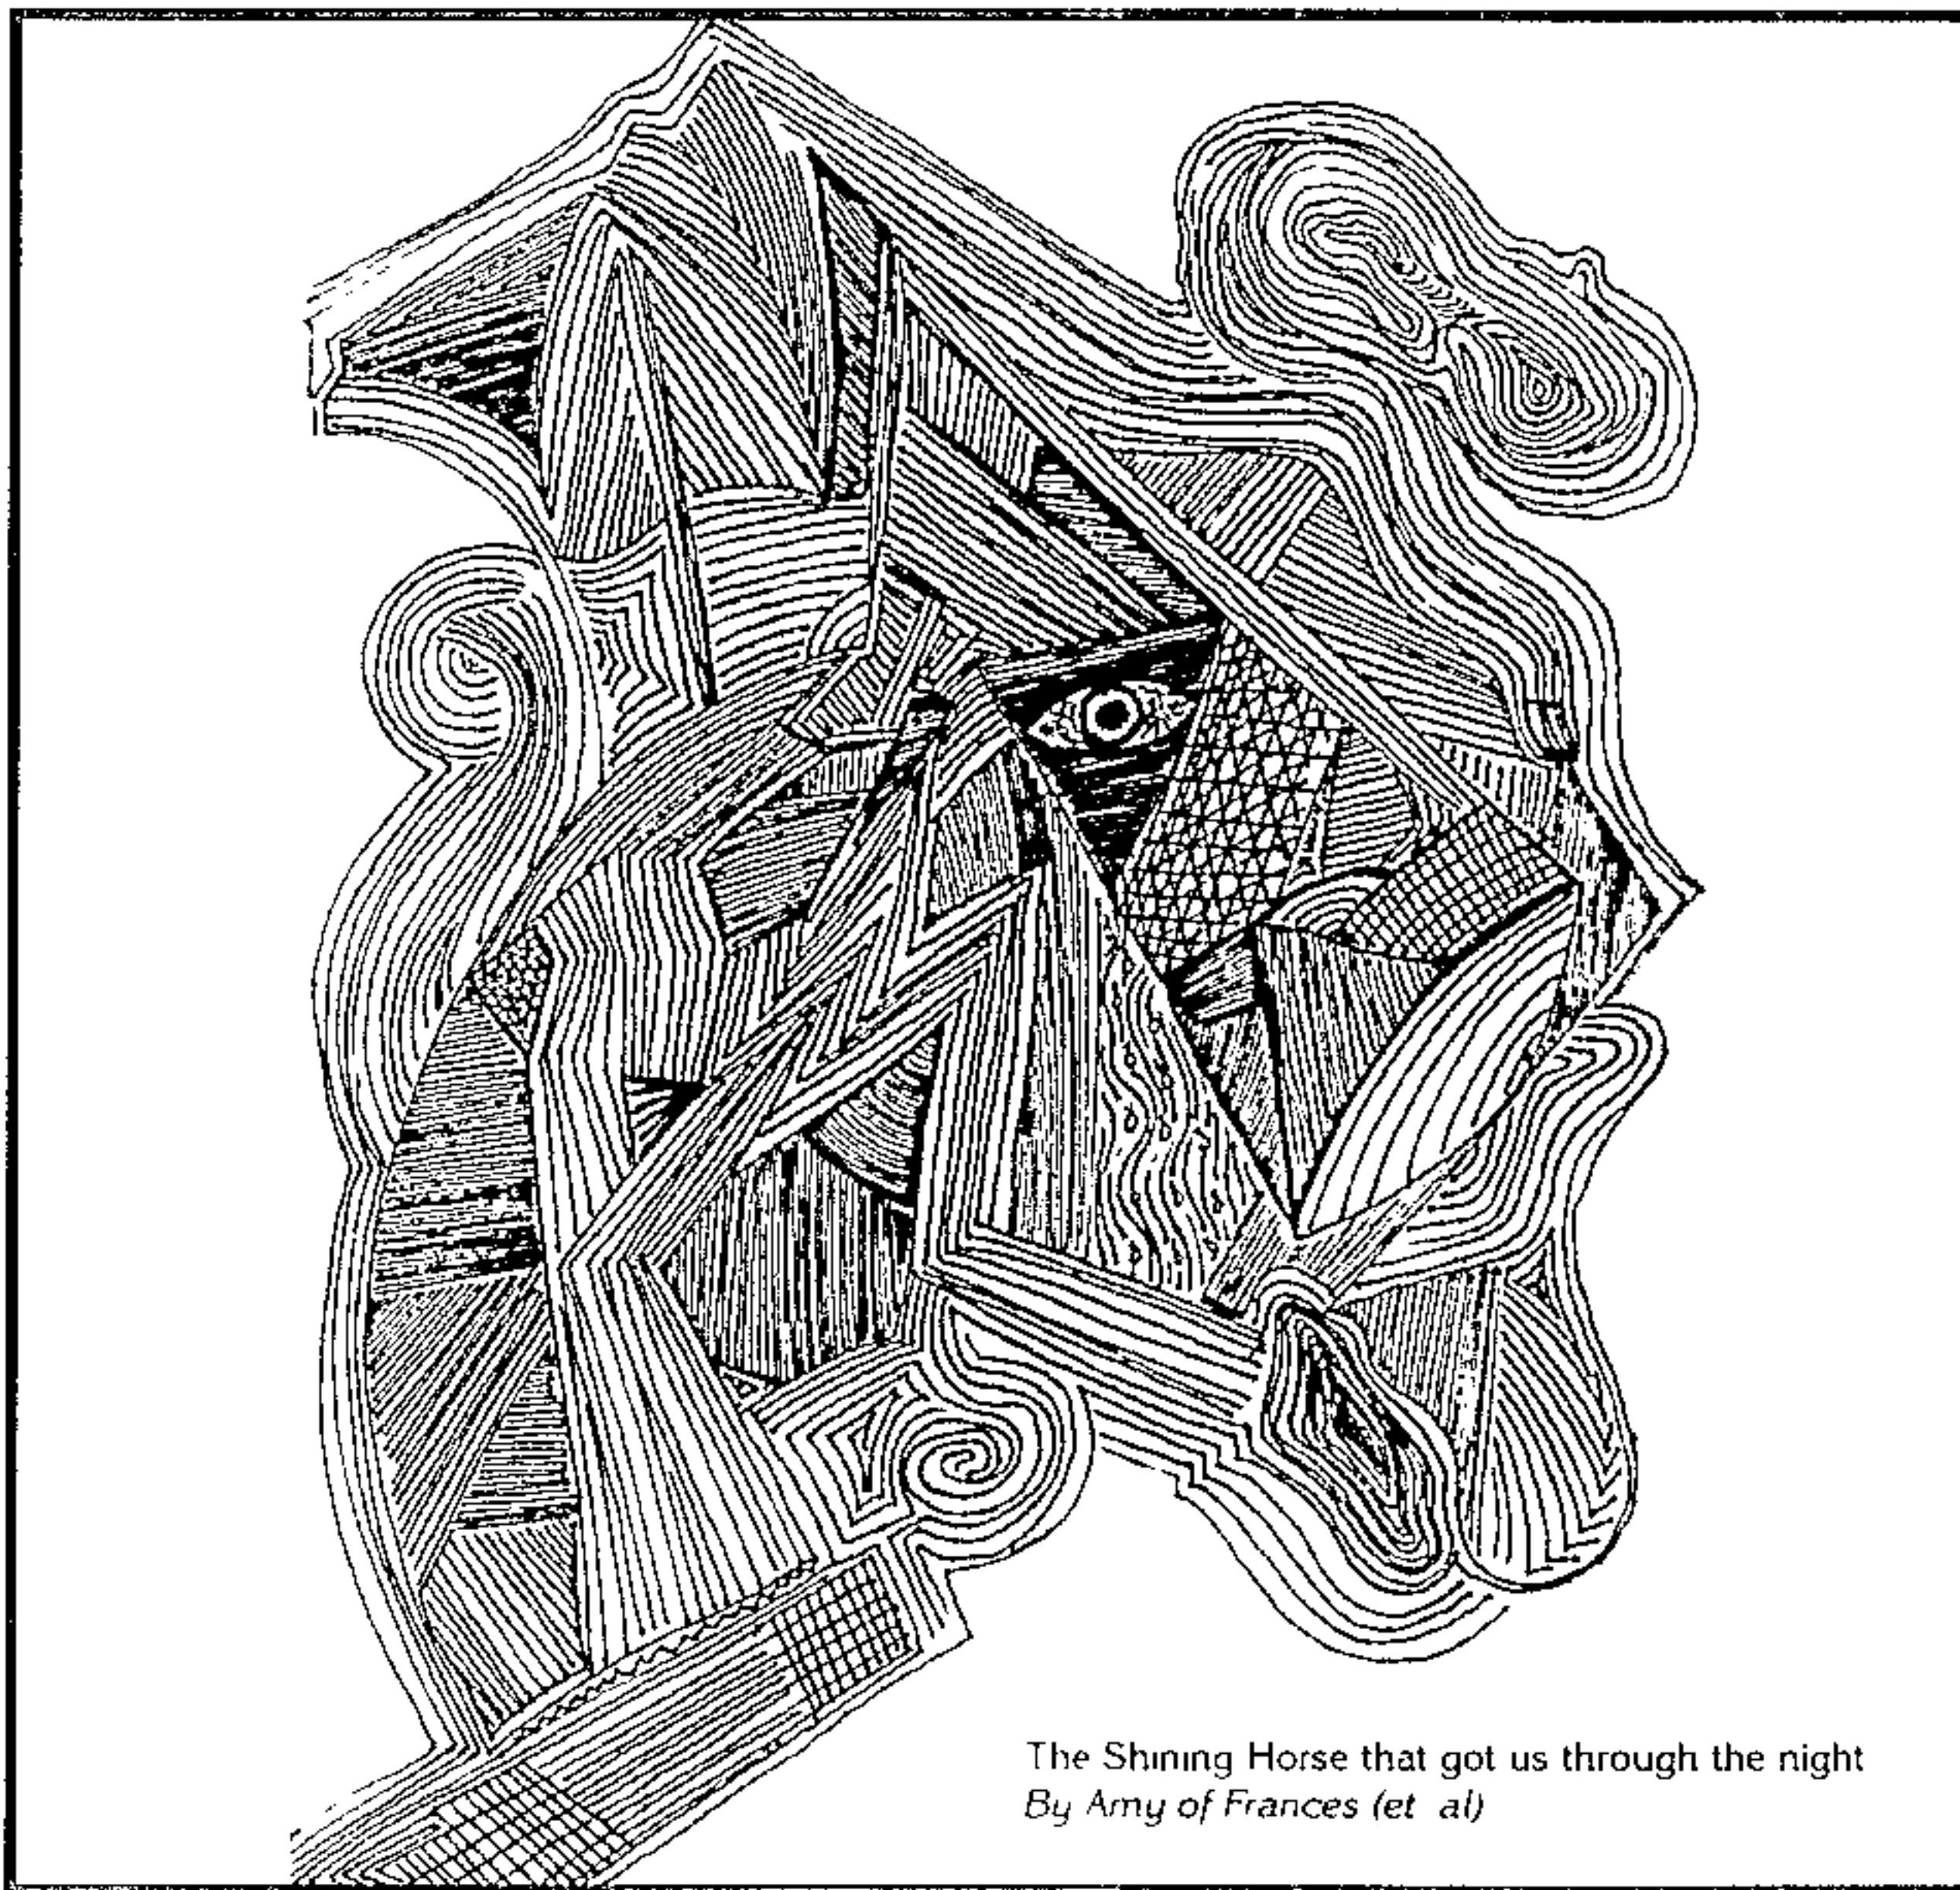 The Shining Horse that got us through the night
By Amy of Frances (et al)